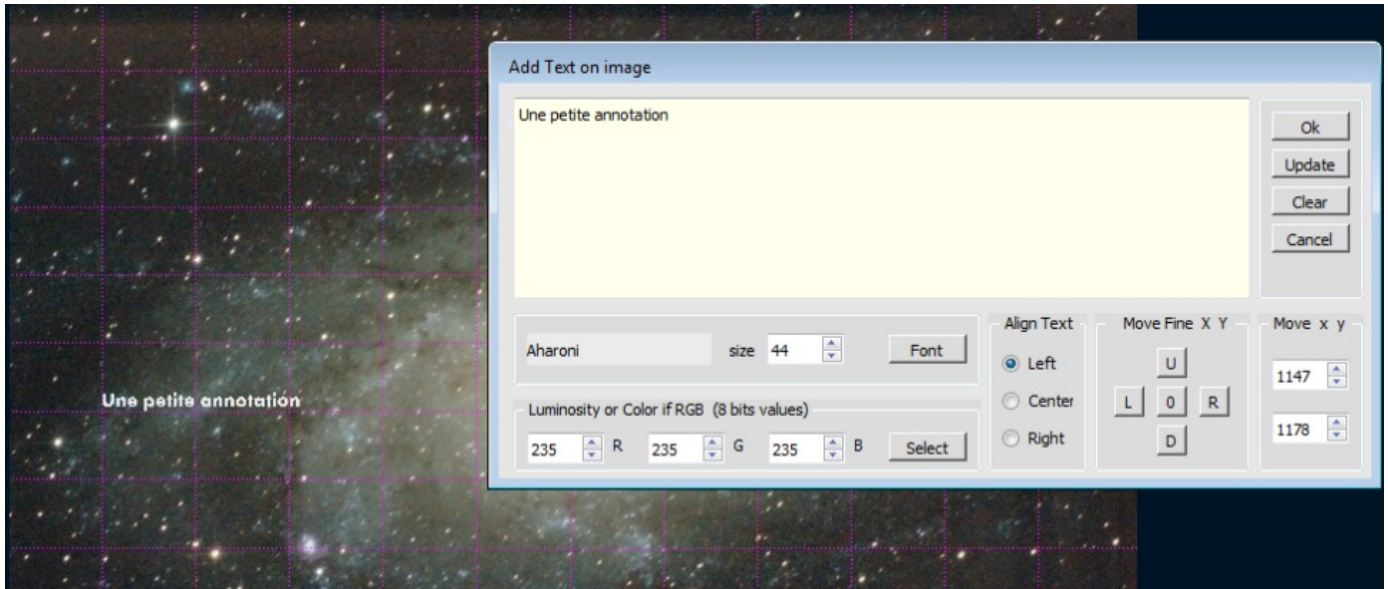 Add Text on image
Une petite annotation
Ok
Update
Clear
Cancel
Aharoni size 44 Font
Align Text
Left
Center
Right
Move Fine X Y
U
L 0 R
D
Move x y
1147
1178
Luminosity or Color if RGB (8 bits values)
235 R 235 G 235 B Select
Une petite annotation